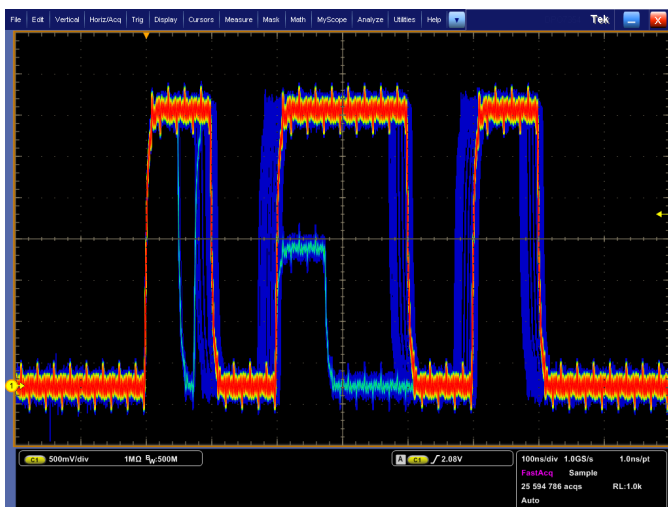 File Edit Vertical Horiz/Acq Trig Display Cursors Measure Mask Math MyScope Analyze Utilities Help Tek X
1
C1 500mV/div 1MΩ BW:500M A C1 2.08V 100ns/div 1.0GS/s 1.0ns/pt
FastAcq Sample
25 594 786 acqs RL:1.0k
Auto